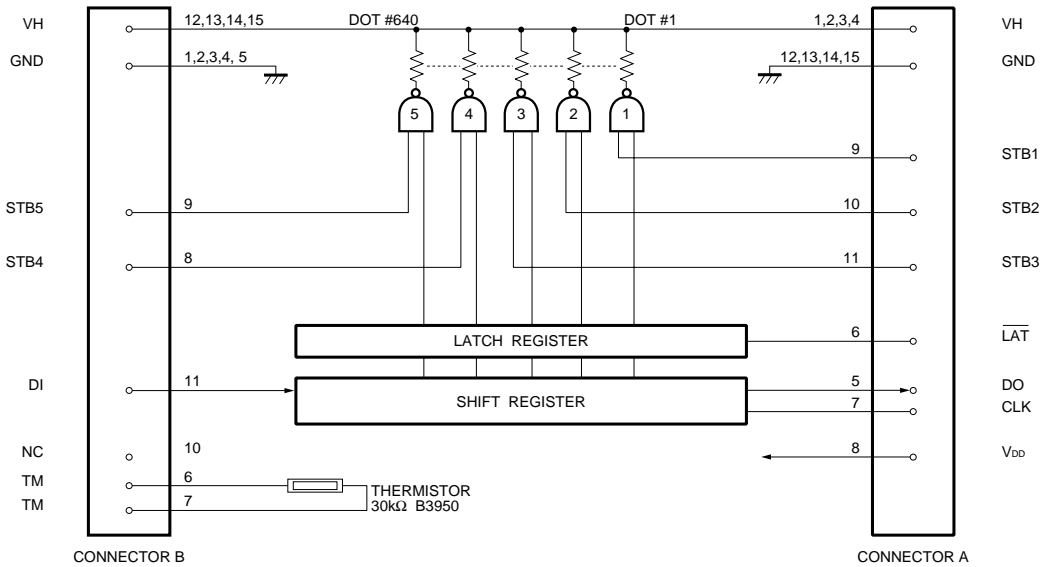 VH 12,13,14,15 DOT #640 DOT #1 1,2,3,4 VH
GND 1,2,3,4, 5 12,13,14,15 GND
5 4 3 2 1
9 STB1
STB5 9 10 STB2
STB4 8 11 STB3
LATCH REGISTER 6 LAT
DI 11 5 DO
SHIFT REGISTER 7 CLK
NC 10 8 VDD
TM 6 THERMISTOR
TM 7 30kΩ B3950
CONNECTOR B CONNECTOR A